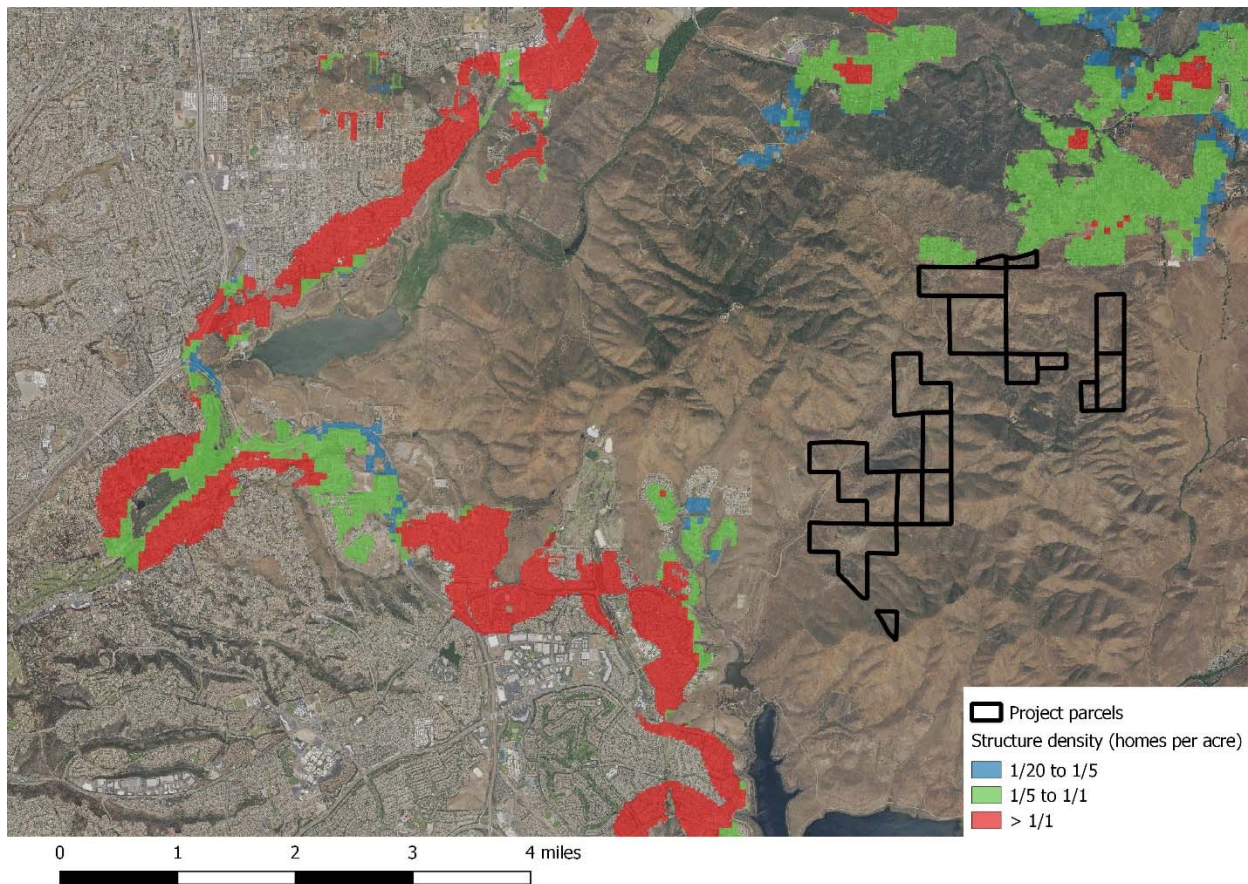 Project parcels
Structure density (homes per acre)
1/20 to 1/5
1/5 to 1/1
> 1/1
0 1 2 3 4 miles